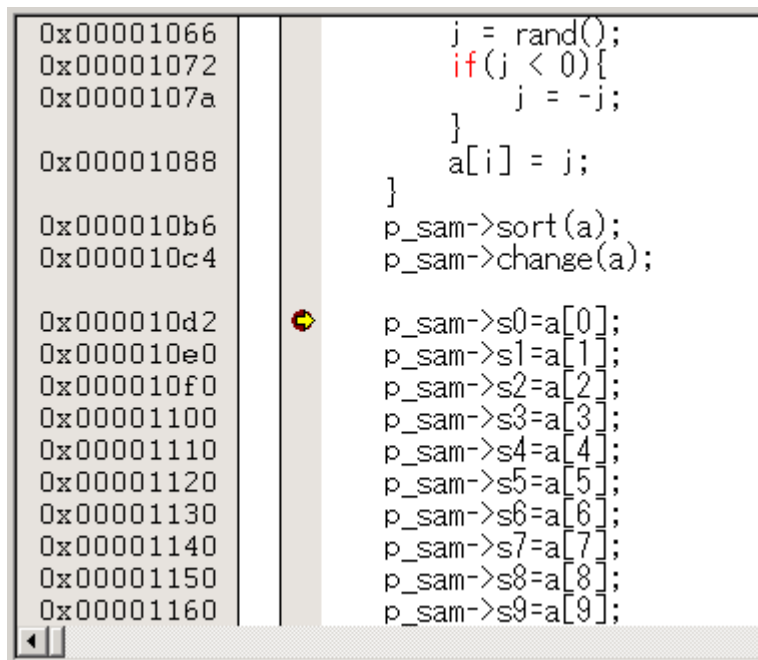 0x00001066 j = rand();
0x00001072 if(j < 0){
0x0000107a j = -j;
}
0x00001088 a[i] = j;
}
0x000010b6 p_sam->sort(a);
0x000010c4 p_sam->change(a);
0x000010d2 p_sam->s0=a[0];
0x000010e0 p_sam->s1=a[1];
0x000010f0 p_sam->s2=a[2];
0x00001100 p_sam->s3=a[3];
0x00001110 p_sam->s4=a[4];
0x00001120 p_sam->s5=a[5];
0x00001130 p_sam->s6=a[6];
0x00001140 p_sam->s7=a[7];
0x00001150 p_sam->s8=a[8];
0x00001160 p_sam->s9=a[9];